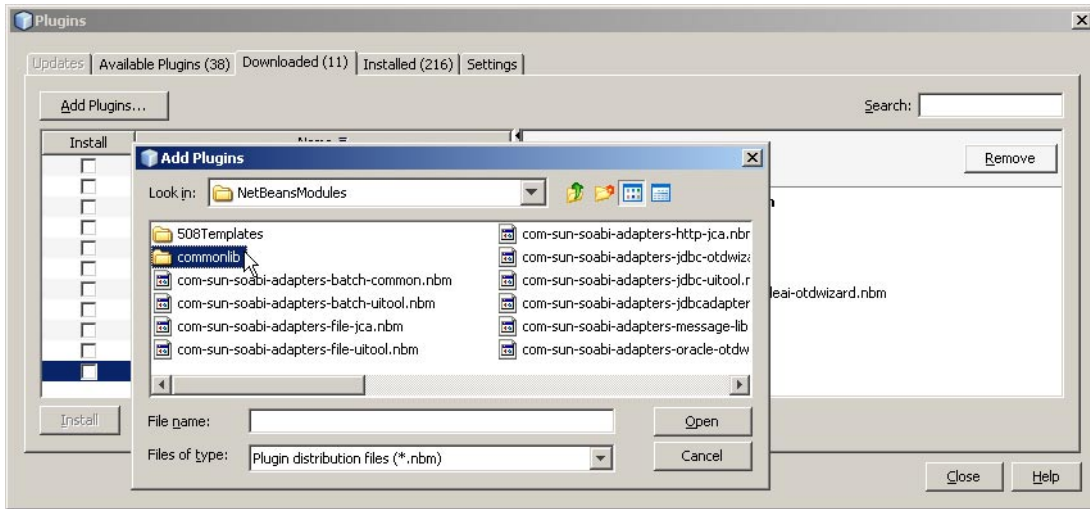 Plugins
Updates Available Plugins (38) Downloaded (11) Installed (216) Settings
Add Plugins... Search:
Install
Remove
Add Plugins
Look in: NetBeansModules
508Templates
commonlib
com-sun-soabi-adapters-batch-common.nbm
com-sun-soabi-adapters-batch-uitool.nbm
com-sun-soabi-adapters-file-jca.nbm
com-sun-soabi-adapters-file-uitool.nbm
com-sun-soabi-adapters-http-jca.nbr
com-sun-soabi-adapters-jdbc-otdwiza
com-sun-soabi-adapters-jdbc-uitool.r
com-sun-soabi-adapters-jdbcadapter
com-sun-soabi-adapters-message-lib
com-sun-soabi-adapters-oracle-otdw
leai-otdwizard.nbm
File name: Open
Files of type: Plugin distribution files (*.nbm) Cancel
Install
Close Help